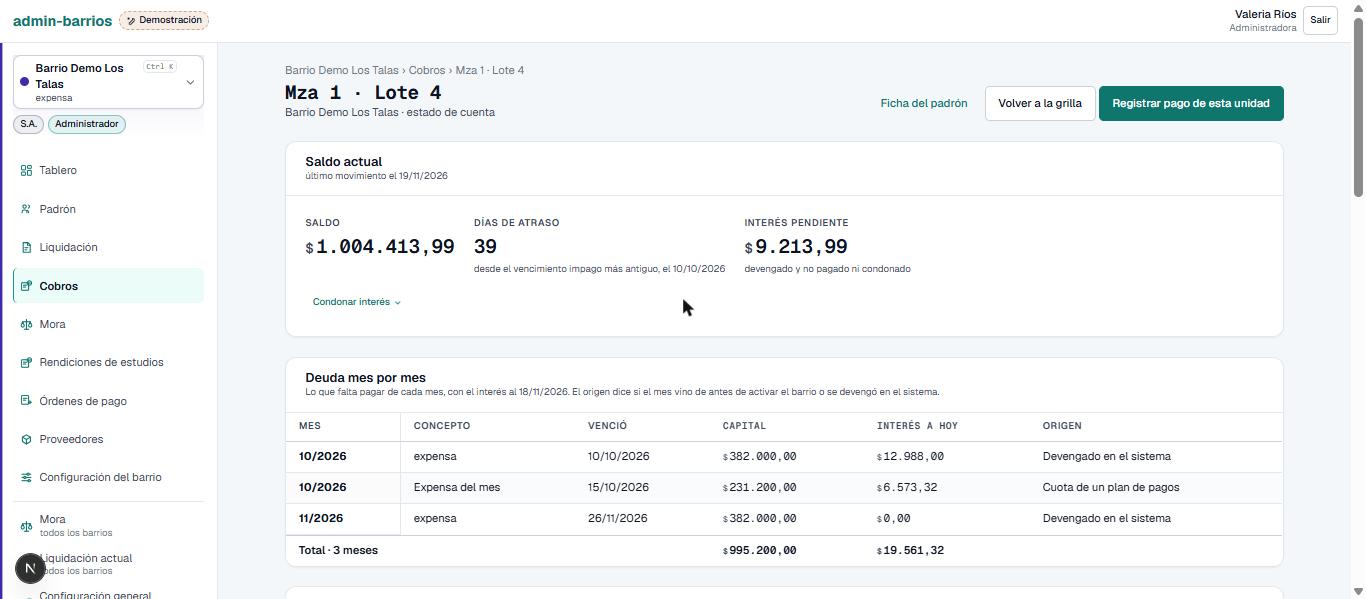 admin-barrios
Demostración
Valeria Ríos
Administradora
Salir
Barrio Demo Los Talas
Ctrl K
expensa
S.A.
Administrador
Tablero
Padrón
Liquidación
Cobros
Mora
Rendiciones de estudios
Órdenes de pago
Proveedores
Configuración del barrio
Mora
todos los barrios
Liquidación actual
todos los barrios
Configuración general
N
Barrio Demo Los Talas › Cobros › Mza 1 · Lote 4
Mza 1 · Lote 4
Barrio Demo Los Talas · estado de cuenta
Ficha del padrón
Volver a la grilla
Registrar pago de esta unidad
Saldo actual
último movimiento el 19/11/2026
SALDO
$1.004.413,99
DÍAS DE ATRASO
39
desde el vencimiento impago más antiguo, el 10/10/2026
INTERÉS PENDIENTE
$9.213,99
devengado y no pagado ni condonado
Condonar interés
Deuda mes por mes
Lo que falta pagar de cada mes, con el interés al 18/11/2026. El origen dice si el mes vino de antes de activar el barrio o se devengó en el sistema.
MES CONCEPTO VENCIÓ CAPITAL INTERÉS A HOY ORIGEN
10/2026 expensa 10/10/2026 $382.000,00 $12.988,00 Devengado en el sistema
10/2026 Expensa del mes 15/10/2026 $231.200,00 $6.573,32 Cuota de un plan de pagos
11/2026 expensa 26/11/2026 $382.000,00 $0,00 Devengado en el sistema
Total · 3 meses $995.200,00 $19.561,32